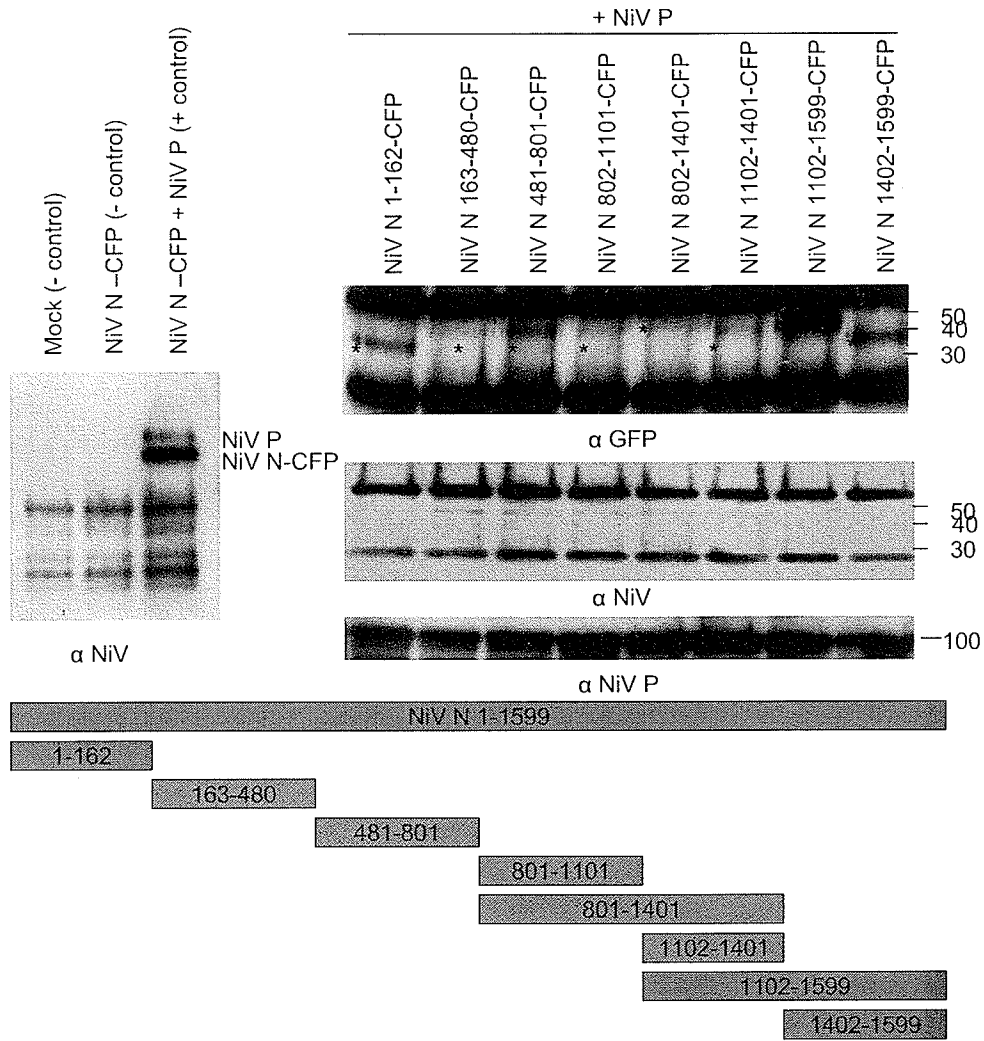 Mock (- control)
NiV N –CFP (- control)
NiV N –CFP + NiV P (+ control)
NiV P
NiV N-CFP
α NiV
+ NiV P
NiV N 1-162-CFP
NiV N 163-480-CFP
NiV N 481-801-CFP
NiV N 802-1101-CFP
NiV N 802-1401-CFP
NiV N 1102-1401-CFP
NiV N 1102-1599-CFP
NiV N 1402-1599-CFP
* * * * * *
50
40
30
α GFP
50
40
30
α NiV
100
α NiV P
NiV N 1-1599
1-162
163-480
481-801
801-1101
801-1401
1102-1401
1102-1599
1402-1599